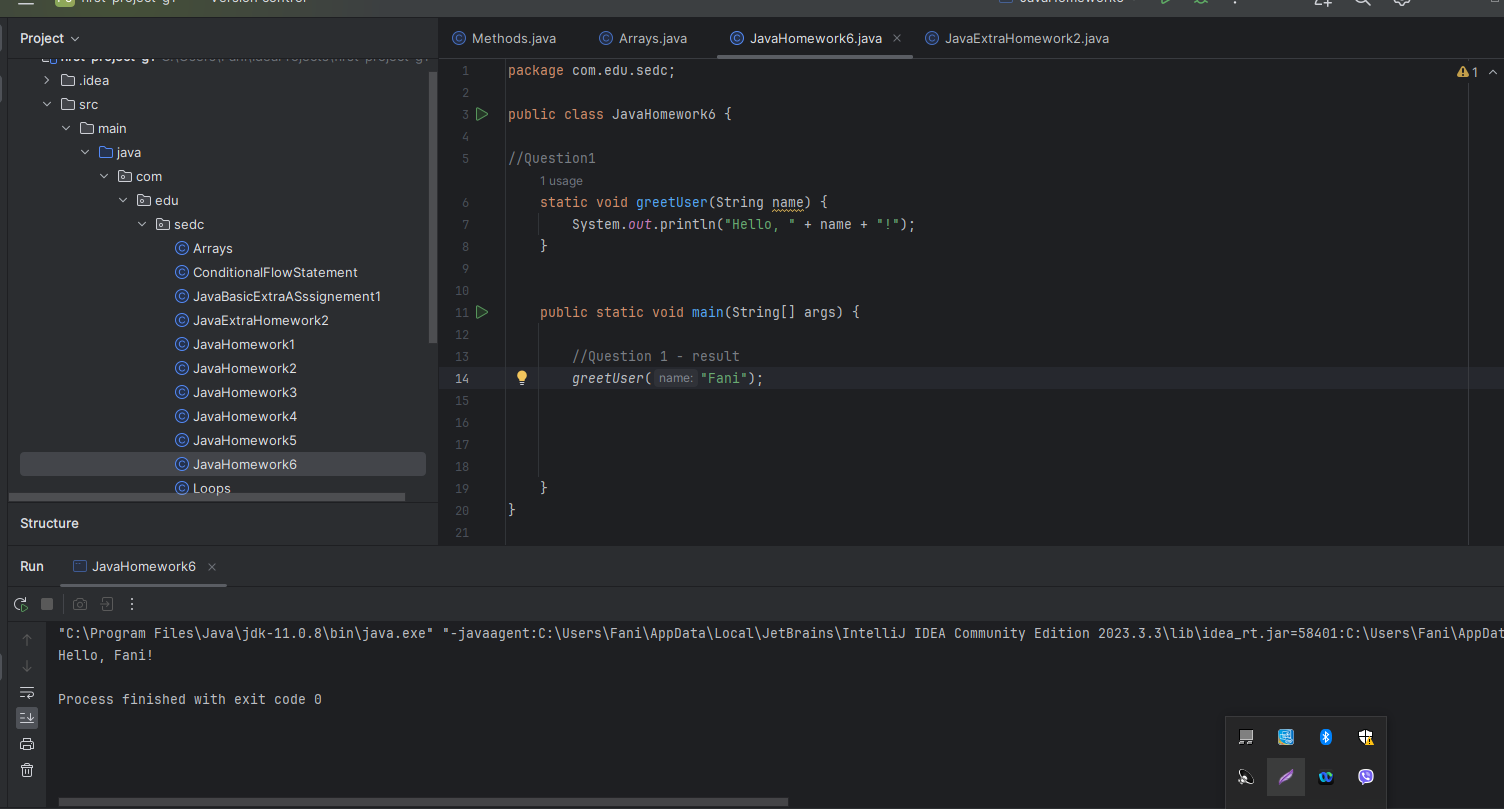 Project
.idea
src
main
java
com
edu
sedc
Arrays
ConditionalFlowStatement
JavaBasicExtraASssignement1
JavaExtraHomework2
JavaHomework1
JavaHomework2
JavaHomework3
JavaHomework4
JavaHomework5
JavaHomework6
Loops
Structure
Methods.java Arrays.java JavaHomework6.java JavaExtraHomework2.java
1 package com.edu.sedc; 1
2
3 public class JavaHomework6 {
4
5 //Question1
1 usage
6 static void greetUser(String name) {
7 System.out.println("Hello, " + name + "!");
8 }
9
10
11 public static void main(String[] args) {
12
13 //Question 1 - result
14 greetUser( name: "Fani");
15
16
17
18
19 }
20 }
21
Run JavaHomework6
"C:\Program Files\Java\jdk-11.0.8\bin\java.exe" "-javaagent:C:\Users\Fani\AppData\Local\JetBrains\IntelliJ IDEA Community Edition 2023.3.3\lib\idea_rt.jar=58401:C:\Users\Fani\AppDat
Hello, Fani!
Process finished with exit code 0